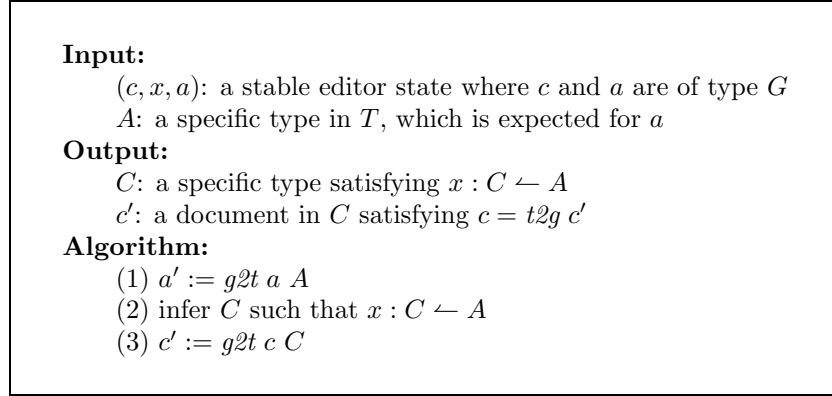 Input:
(c, x, a): a stable editor state where c and a are of type G
A: a specific type in T, which is expected for a
Output:
C: a specific type satisfying x : C ↼ A
c′: a document in C satisfying c = t2g c′
Algorithm:
(1) a′ := g2t a A
(2) infer C such that x : C ↼ A
(3) c′ := g2t c C